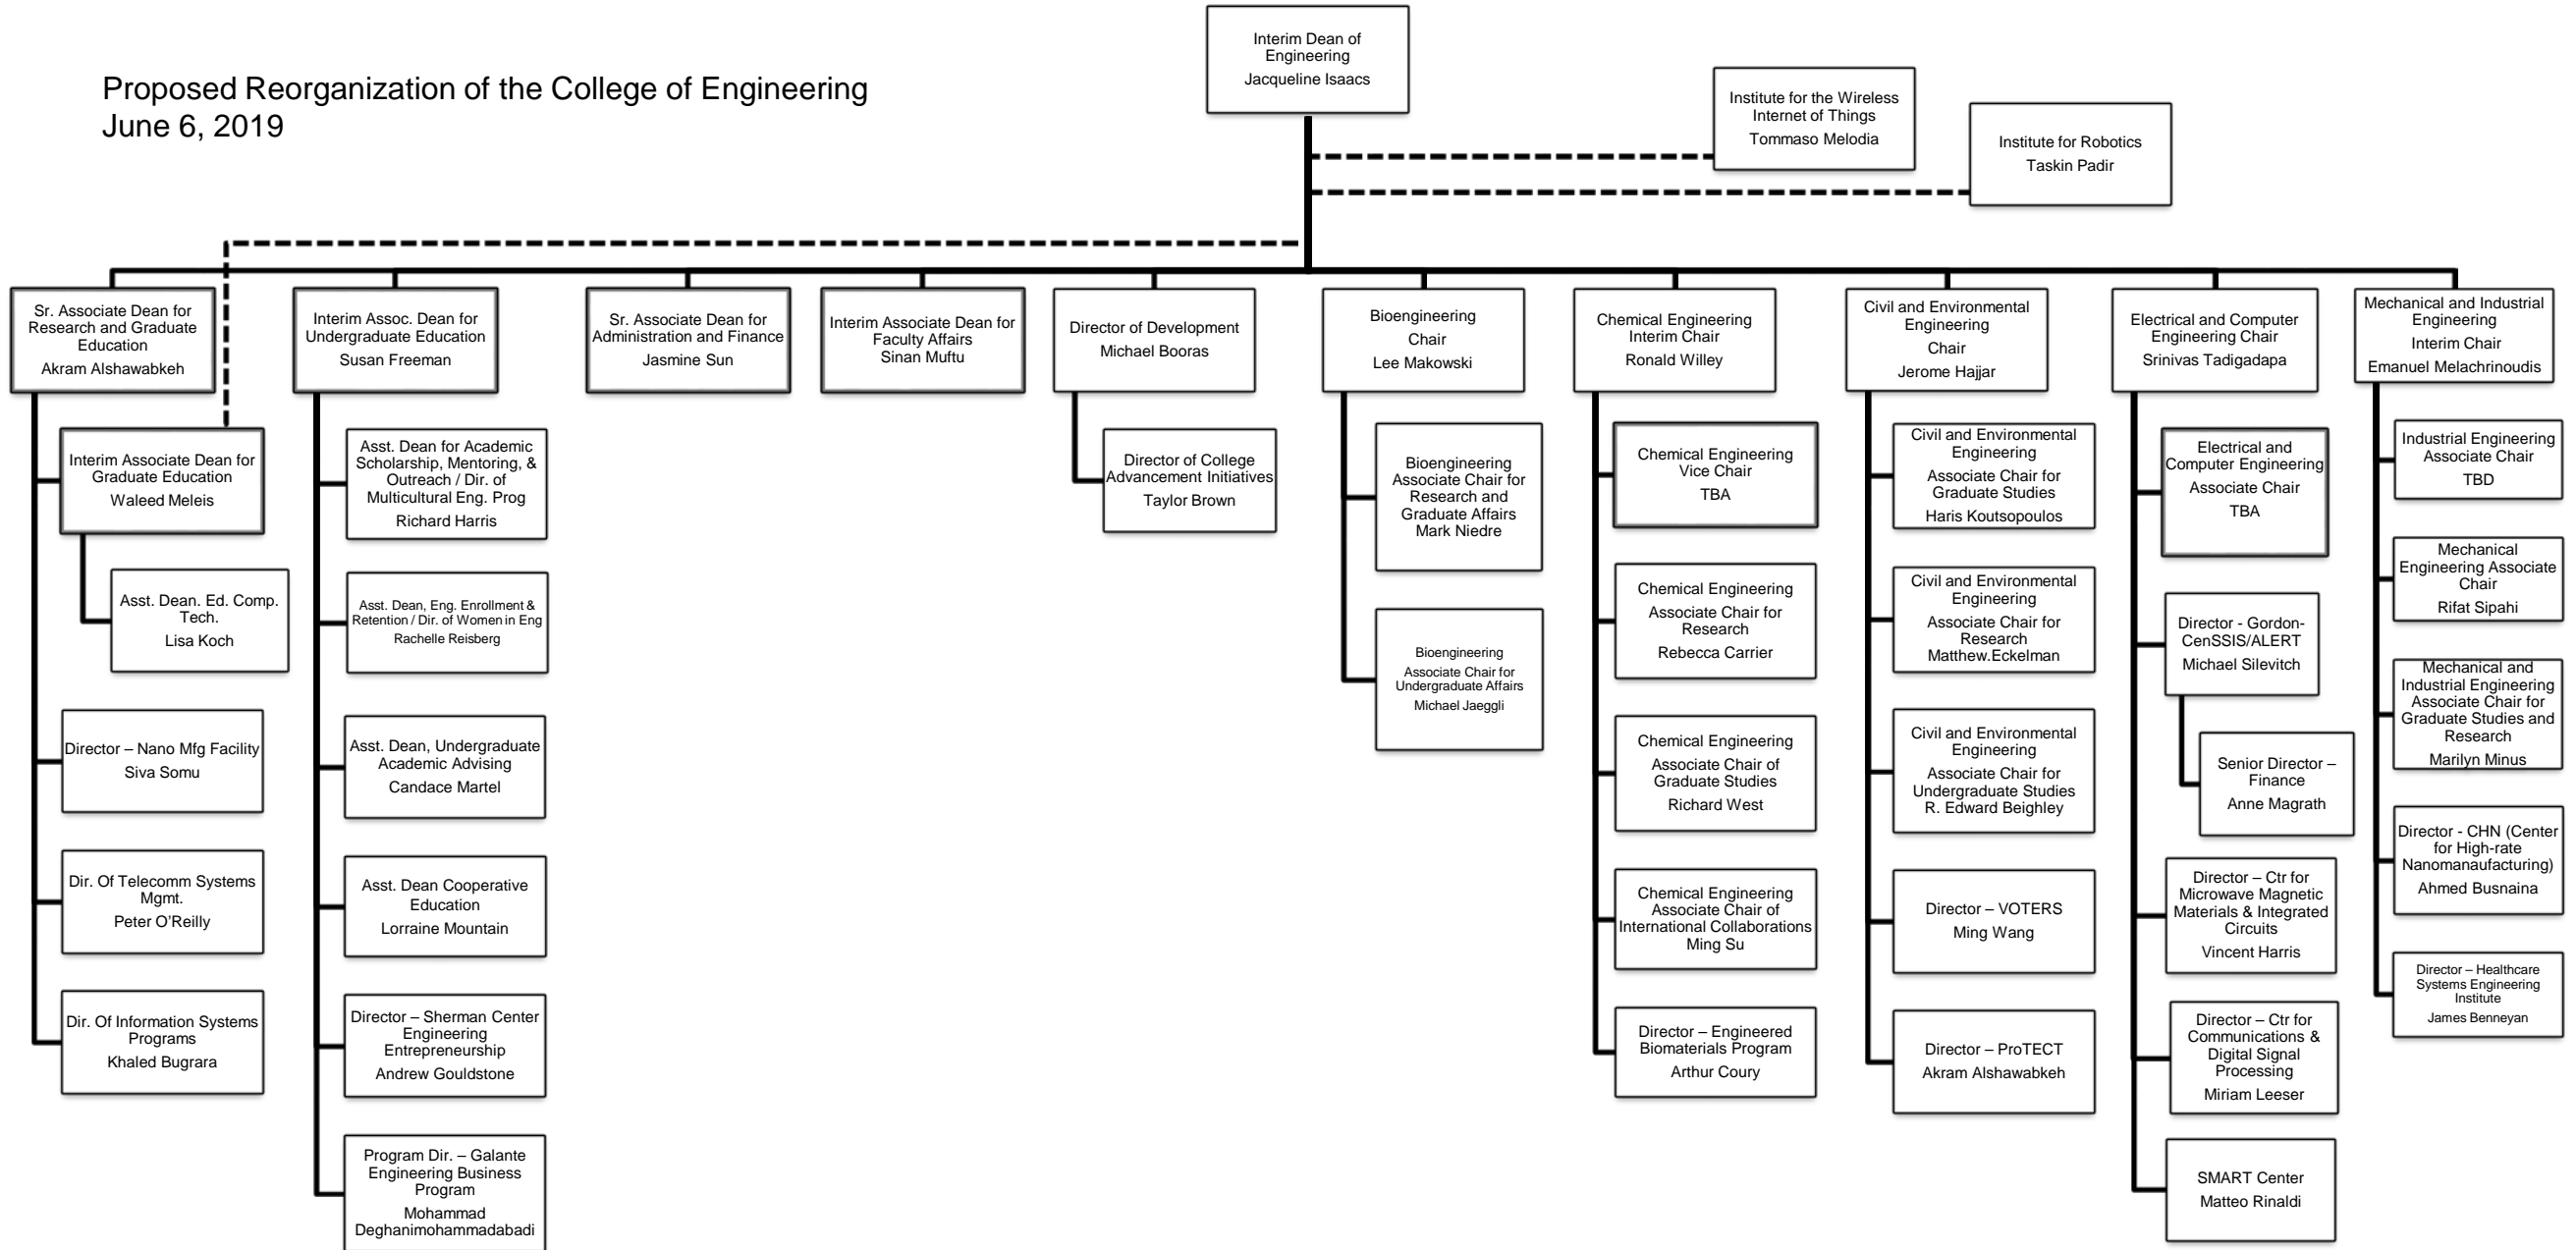 Proposed Reorganization of the College of Engineering
June 6, 2019
Interim Dean of
Engineering
Jacqueline Isaacs
Institute for the Wireless
Internet of Things
Tommaso Melodia
Institute for Robotics
Taskin Padir
Sr. Associate Dean for
Research and Graduate
Education
Akram Alshawabkeh
Interim Associate Dean for
Graduate Education
Waleed Meleis
Asst. Dean. Ed. Comp.
Tech.
Lisa Koch
Director – Nano Mfg Facility
Siva Somu
Dir. Of Telecomm Systems
Mgmt.
Peter O’Reilly
Dir. Of Information Systems
Programs
Khaled Bugrara
Interim Assoc. Dean for
Undergraduate Education
Susan Freeman
Asst. Dean for Academic
Scholarship, Mentoring, &
Outreach / Dir. of
Multicultural Eng. Prog
Richard Harris
Asst. Dean, Eng. Enrollment &
Retention / Dir. of Women in Eng
Rachelle Reisberg
Asst. Dean, Undergraduate
Academic Advising
Candace Martel
Asst. Dean Cooperative
Education
Lorraine Mountain
Director – Sherman Center
Engineering
Entrepreneurship
Andrew Gouldstone
Program Dir. – Galante
Engineering Business
Program
Mohammad
Deghanimohammadabadi
Sr. Associate Dean for
Administration and Finance
Jasmine Sun
Interim Associate Dean for
Faculty Affairs
Sinan Muftu
Director of Development
Michael Booras
Director of College
Advancement Initiatives
Taylor Brown
Bioengineering
Chair
Lee Makowski
Bioengineering
Associate Chair for
Research and
Graduate Affairs
Mark Niedre
Bioengineering
Associate Chair for
Undergraduate Affairs
Michael Jaeggli
Chemical Engineering
Interim Chair
Ronald Willey
Chemical Engineering
Vice Chair
TBA
Chemical Engineering
Associate Chair for
Research
Rebecca Carrier
Chemical Engineering
Associate Chair of
Graduate Studies
Richard West
Chemical Engineering
Associate Chair of
International Collaborations
Ming Su
Director – Engineered
Biomaterials Program
Arthur Coury
Civil and Environmental
Engineering
Chair
Jerome Hajjar
Civil and Environmental
Engineering
Associate Chair for
Graduate Studies
Haris Koutsopoulos
Civil and Environmental
Engineering
Associate Chair for
Research
Matthew.Eckelman
Civil and Environmental
Engineering
Associate Chair for
Undergraduate Studies
R. Edward Beighley
Director – VOTERS
Ming Wang
Director – ProTECT
Akram Alshawabkeh
Electrical and Computer
Engineering Chair
Srinivas Tadigadapa
Electrical and
Computer Engineering
Associate Chair
TBA
Director - Gordon-
CenSSIS/ALERT
Michael Silevitch
Senior Director –
Finance
Anne Magrath
Director – Ctr for
Microwave Magnetic
Materials & Integrated
Circuits
Vincent Harris
Director – Ctr for
Communications &
Digital Signal
Processing
Miriam Leeser
SMART Center
Matteo Rinaldi
Mechanical and Industrial
Engineering
Interim Chair
Emanuel Melachrinoudis
Industrial Engineering
Associate Chair
TBD
Mechanical
Engineering Associate
Chair
Rifat Sipahi
Mechanical and
Industrial Engineering
Associate Chair for
Graduate Studies and
Research
Marilyn Minus
Director - CHN (Center
for High-rate
Nanomanaufacturing)
Ahmed Busnaina
Director – Healthcare
Systems Engineering
Institute
James Benneyan